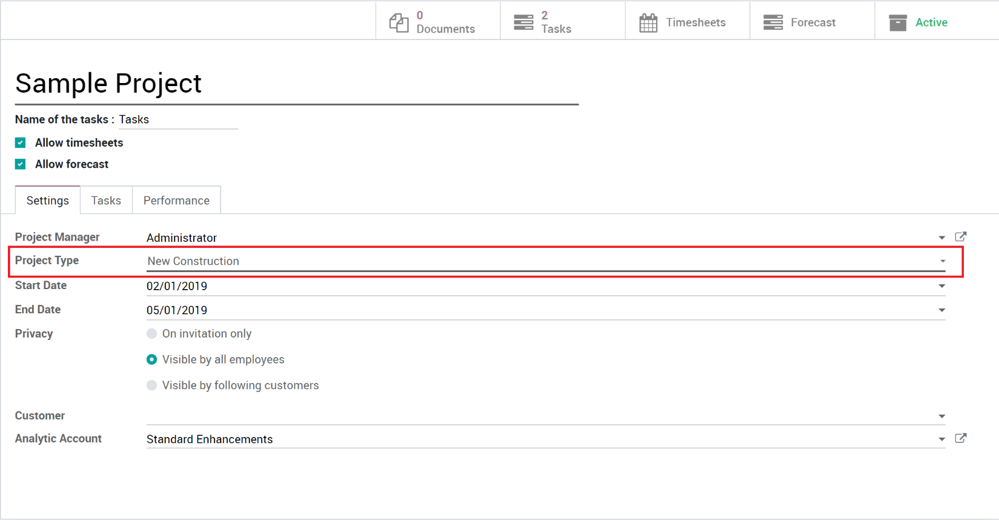 0
Documents
2
Tasks
Timesheets
Forecast
Active
Sample Project
Name of the tasks : Tasks
Allow timesheets
Allow forecast
Settings Tasks Performance
Project Manager Administrator
Project Type New Construction
Start Date 02/01/2019
End Date 05/01/2019
Privacy On invitation only
Visible by all employees
Visible by following customers
Customer
Analytic Account Standard Enhancements